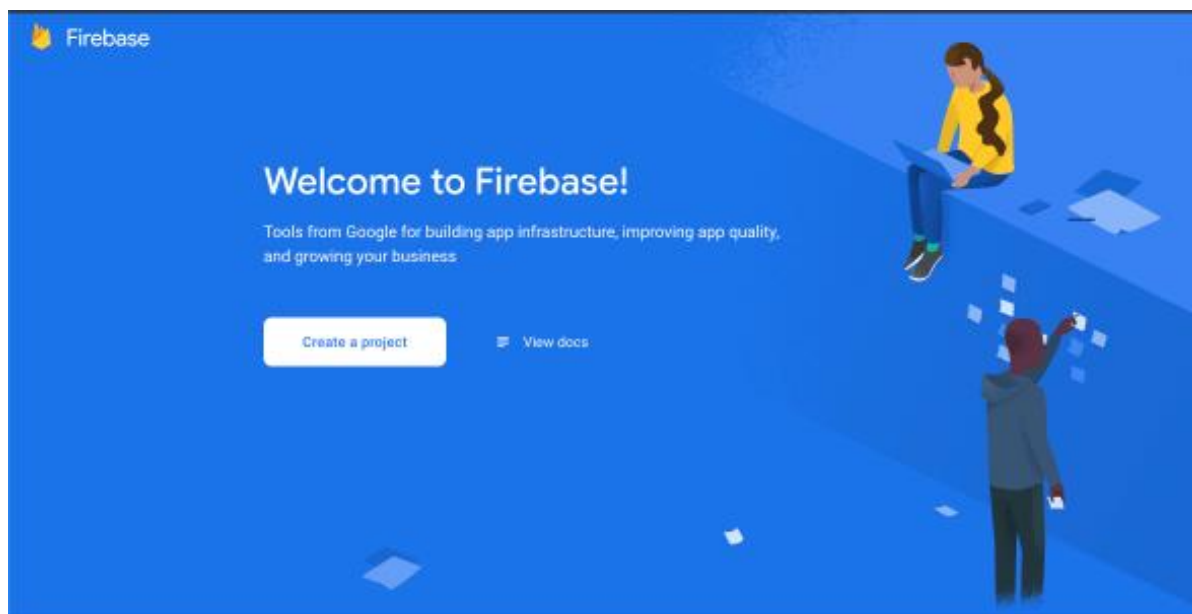 Firebase
Welcome to Firebase!
Tools from Google for building app infrastructure, improving app quality,
and growing your business
Create a project
View docs